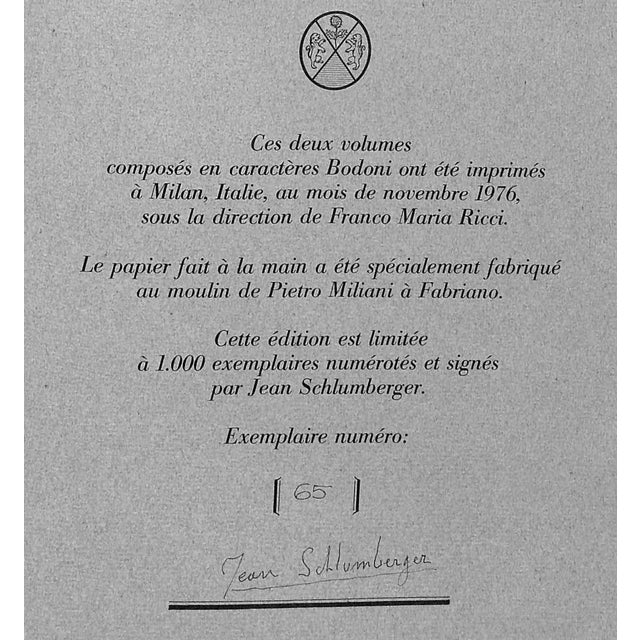 Ces deux volumes
composés en caractères Bodoni ont été imprimés
à Milan, Italie, au mois de novembre 1976,
sous la direction de Franco Maria Ricci.
Le papier fait à la main a été spécialement fabriqué
au moulin de Pietro Miliani à Fabriano.
Cette édition est limitée
à 1.000 exemplaires numérotés et signés
par Jean Schlumberger.
Exemplaire numéro:
[ 65 ]
Jean Schlumberger